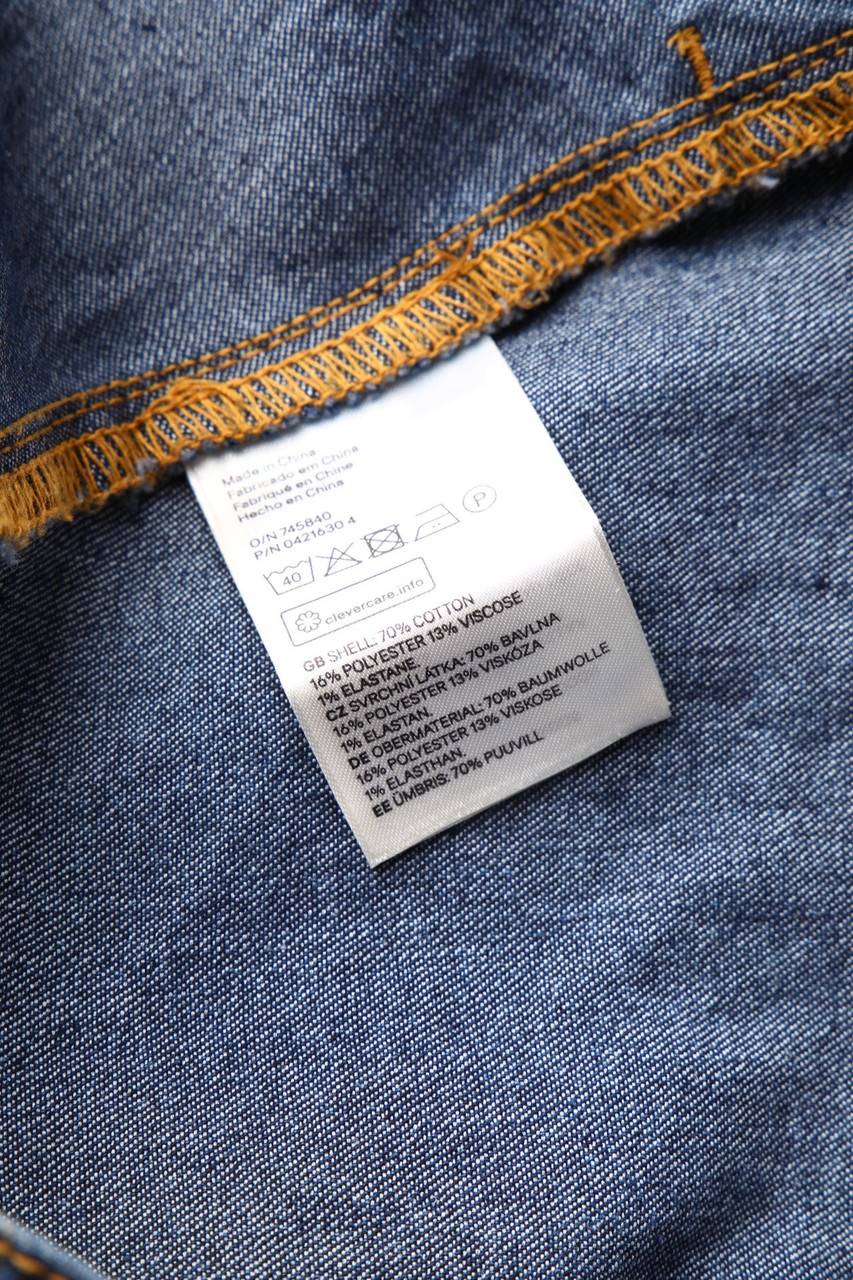 Made in China
Fabricado em China
Fabriqué en Chine
Hecho en China
O/N 745840
P/N 0421630 4
40 P
clevercare.info
GB SHELL: 70% COTTON
16% POLYESTER 13% VISCOSE
1% ELASTANE
CZ SVRCHNÍ LÁTKA: 70% BAVLNA
16% POLYESTER 13% VISKÓZA
1% ELASTAN.
DE OBERMATERIAL: 70% BAUMWOLLE
16% POLYESTER 13% VISKOSE
1% ELASTHAN.
EE ÜMBRIS: 70% PUUVILL